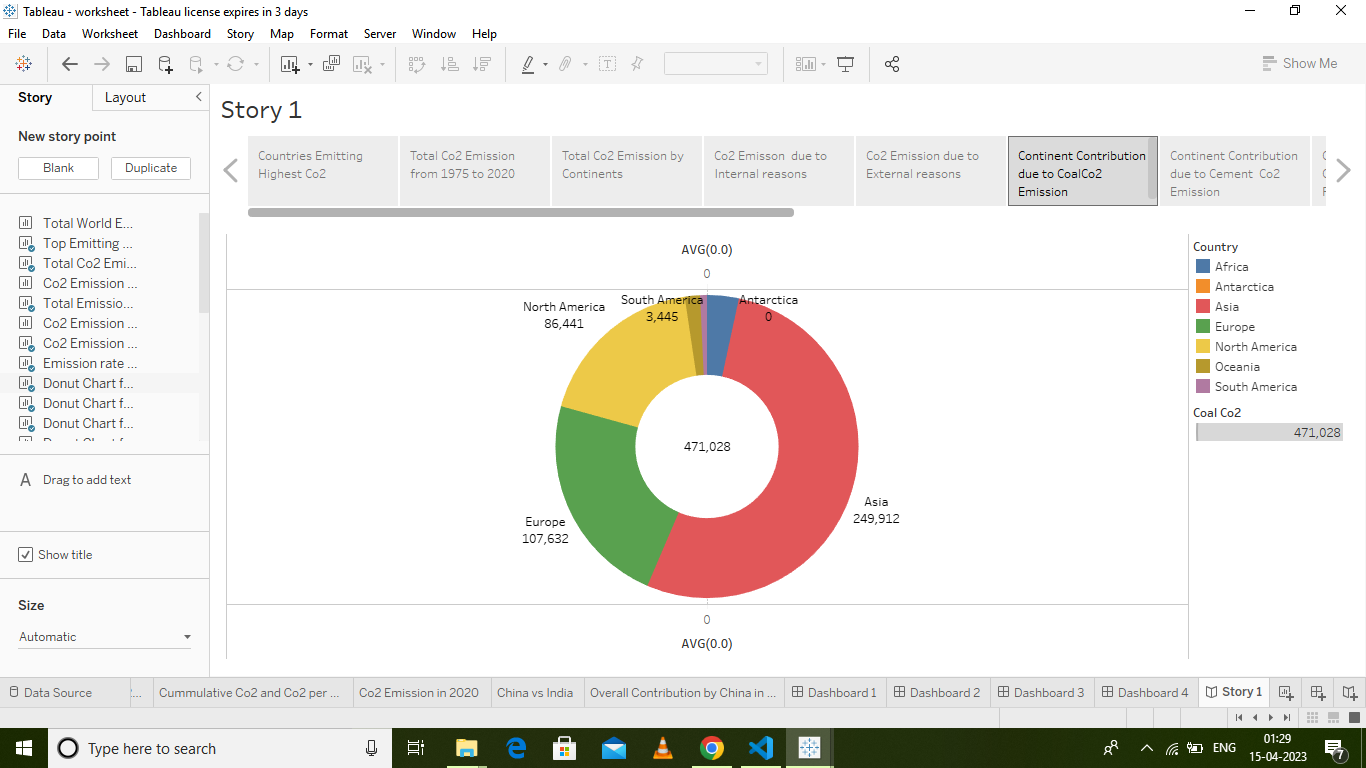 Tableau - worksheet - Tableau license expires in 3 days
File Data Worksheet Dashboard Story Map Format Server Window Help
Show Me
Story Layout
New story point
Blank Duplicate
Total World E...
Top Emitting ...
Total Co2 Emi...
Co2 Emission ...
Total Emissio...
Co2 Emission ...
Co2 Emission ...
Emission rate ...
Donut Chart f...
Donut Chart f...
Donut Chart f...
A Drag to add text
Show title
Size
Automatic
Story 1
Countries Emitting
Highest Co2
Total Co2 Emission
from 1975 to 2020
Total Co2 Emission by
Continents
Co2 Emisson due to
Internal reasons
Co2 Emission due to
External reasons
Continent Contribution
due to CoalCo2
Emission
Continent Contribution
due to Cement Co2
Emission
AVG(0.0)
0
South America
3,445
Antarctica
0
North America
86,441
471,028
Asia
249,912
Europe
107,632
0
AVG(0.0)
Country
Africa
Antarctica
Asia
Europe
North America
Oceania
South America
Coal Co2
471,028
Data Source ... Cummulative Co2 and Co2 per ... Co2 Emission in 2020 China vs India Overall Contribution by China in ... Dashboard 1 Dashboard 2 Dashboard 3 Dashboard 4 Story 1
Type here to search
ENG
01:29
15-04-2023
7